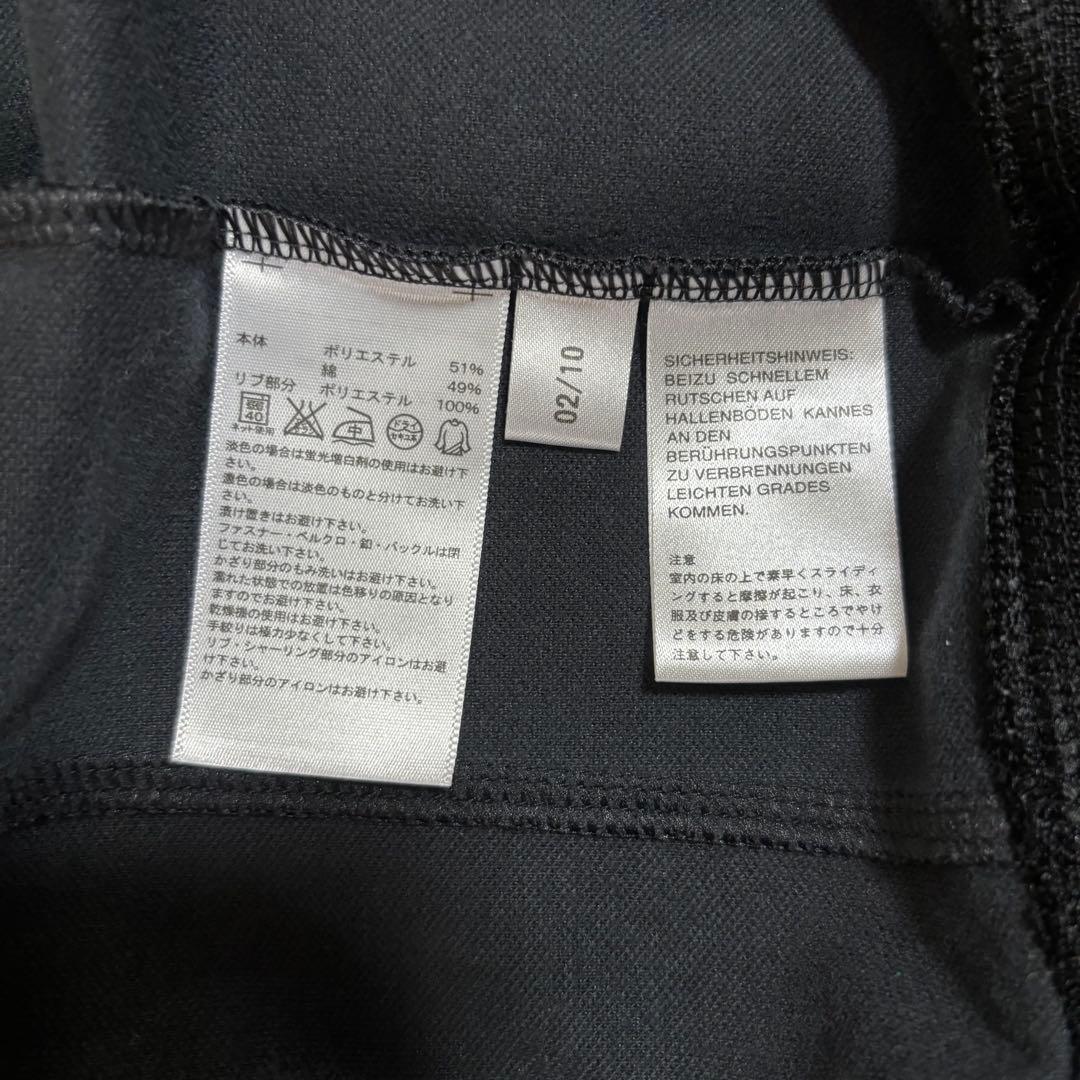 本体 ポリエステル 51%
綿 49%
リブ部分 ポリエステル 100%
弱
40
ネット使用
エンソ
サラシ
中
ドライ
セキユ系
淡色の場合は蛍光増白剤の使用はお避け下
さい。
濃色の場合は淡色のものと分けてお洗い下
さい。
漬け置きはお避け下さい。
ファスナー・ベルクロ・釦・バックルは閉
じてお洗い下さい。
かざり部分のもみ洗いはお避け下さい。
濡れた状態での放置は色移りの原因となり
ますのでお避け下さい。
乾燥機の使用はお避け下さい。
手絞りは極力少なくして下さい。
リブ・シャーリング部分のアイロンはお避
け下さい。
かざり部分のアイロンはお避け下さい。
02/10
SICHERHEITSHINWEIS:
BEIZU SCHNELLEM
RUTSCHEN AUF
HALLENBÖDEN KANNES
AN DEN
BERÜHRUNGSPUNKTEN
ZU VERBRENNUNGEN
LEICHTEN GRADES
KOMMEN.
注意
室内の床の上で素早くスライディ
ングすると摩擦が起こり、床、衣
服及び皮膚の接するところでやけ
どをする危険がありますので十分
注意して下さい。